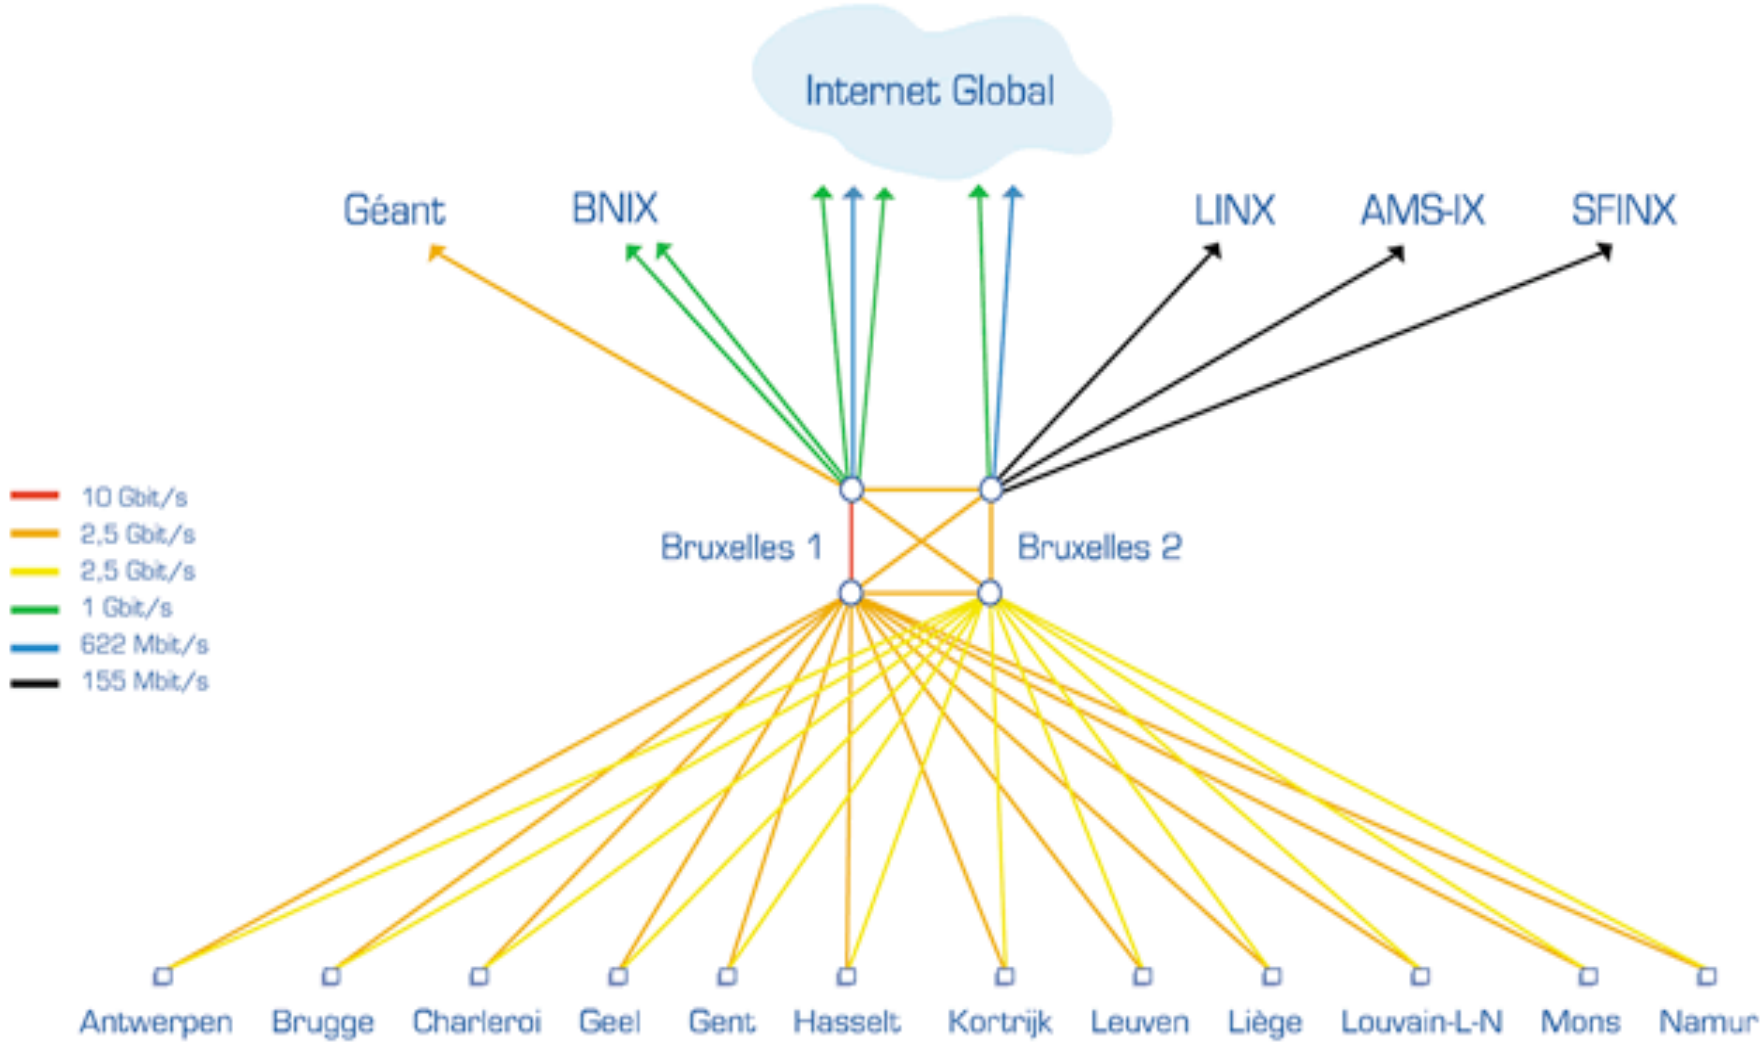 Internet Global
Géant
BNIX
LINX
AMS-IX
SFINX
10 Gbit/s
2,5 Gbit/s
2,5 Gbit/s
1 Gbit/s
622 Mbit/s
155 Mbit/s
Bruxelles 1
Bruxelles 2
Antwerpen
Brugge
Charleroi
Geel
Gent
Hasselt
Kortrijk
Leuven
Liège
Louvain-L-N
Mons
Namur